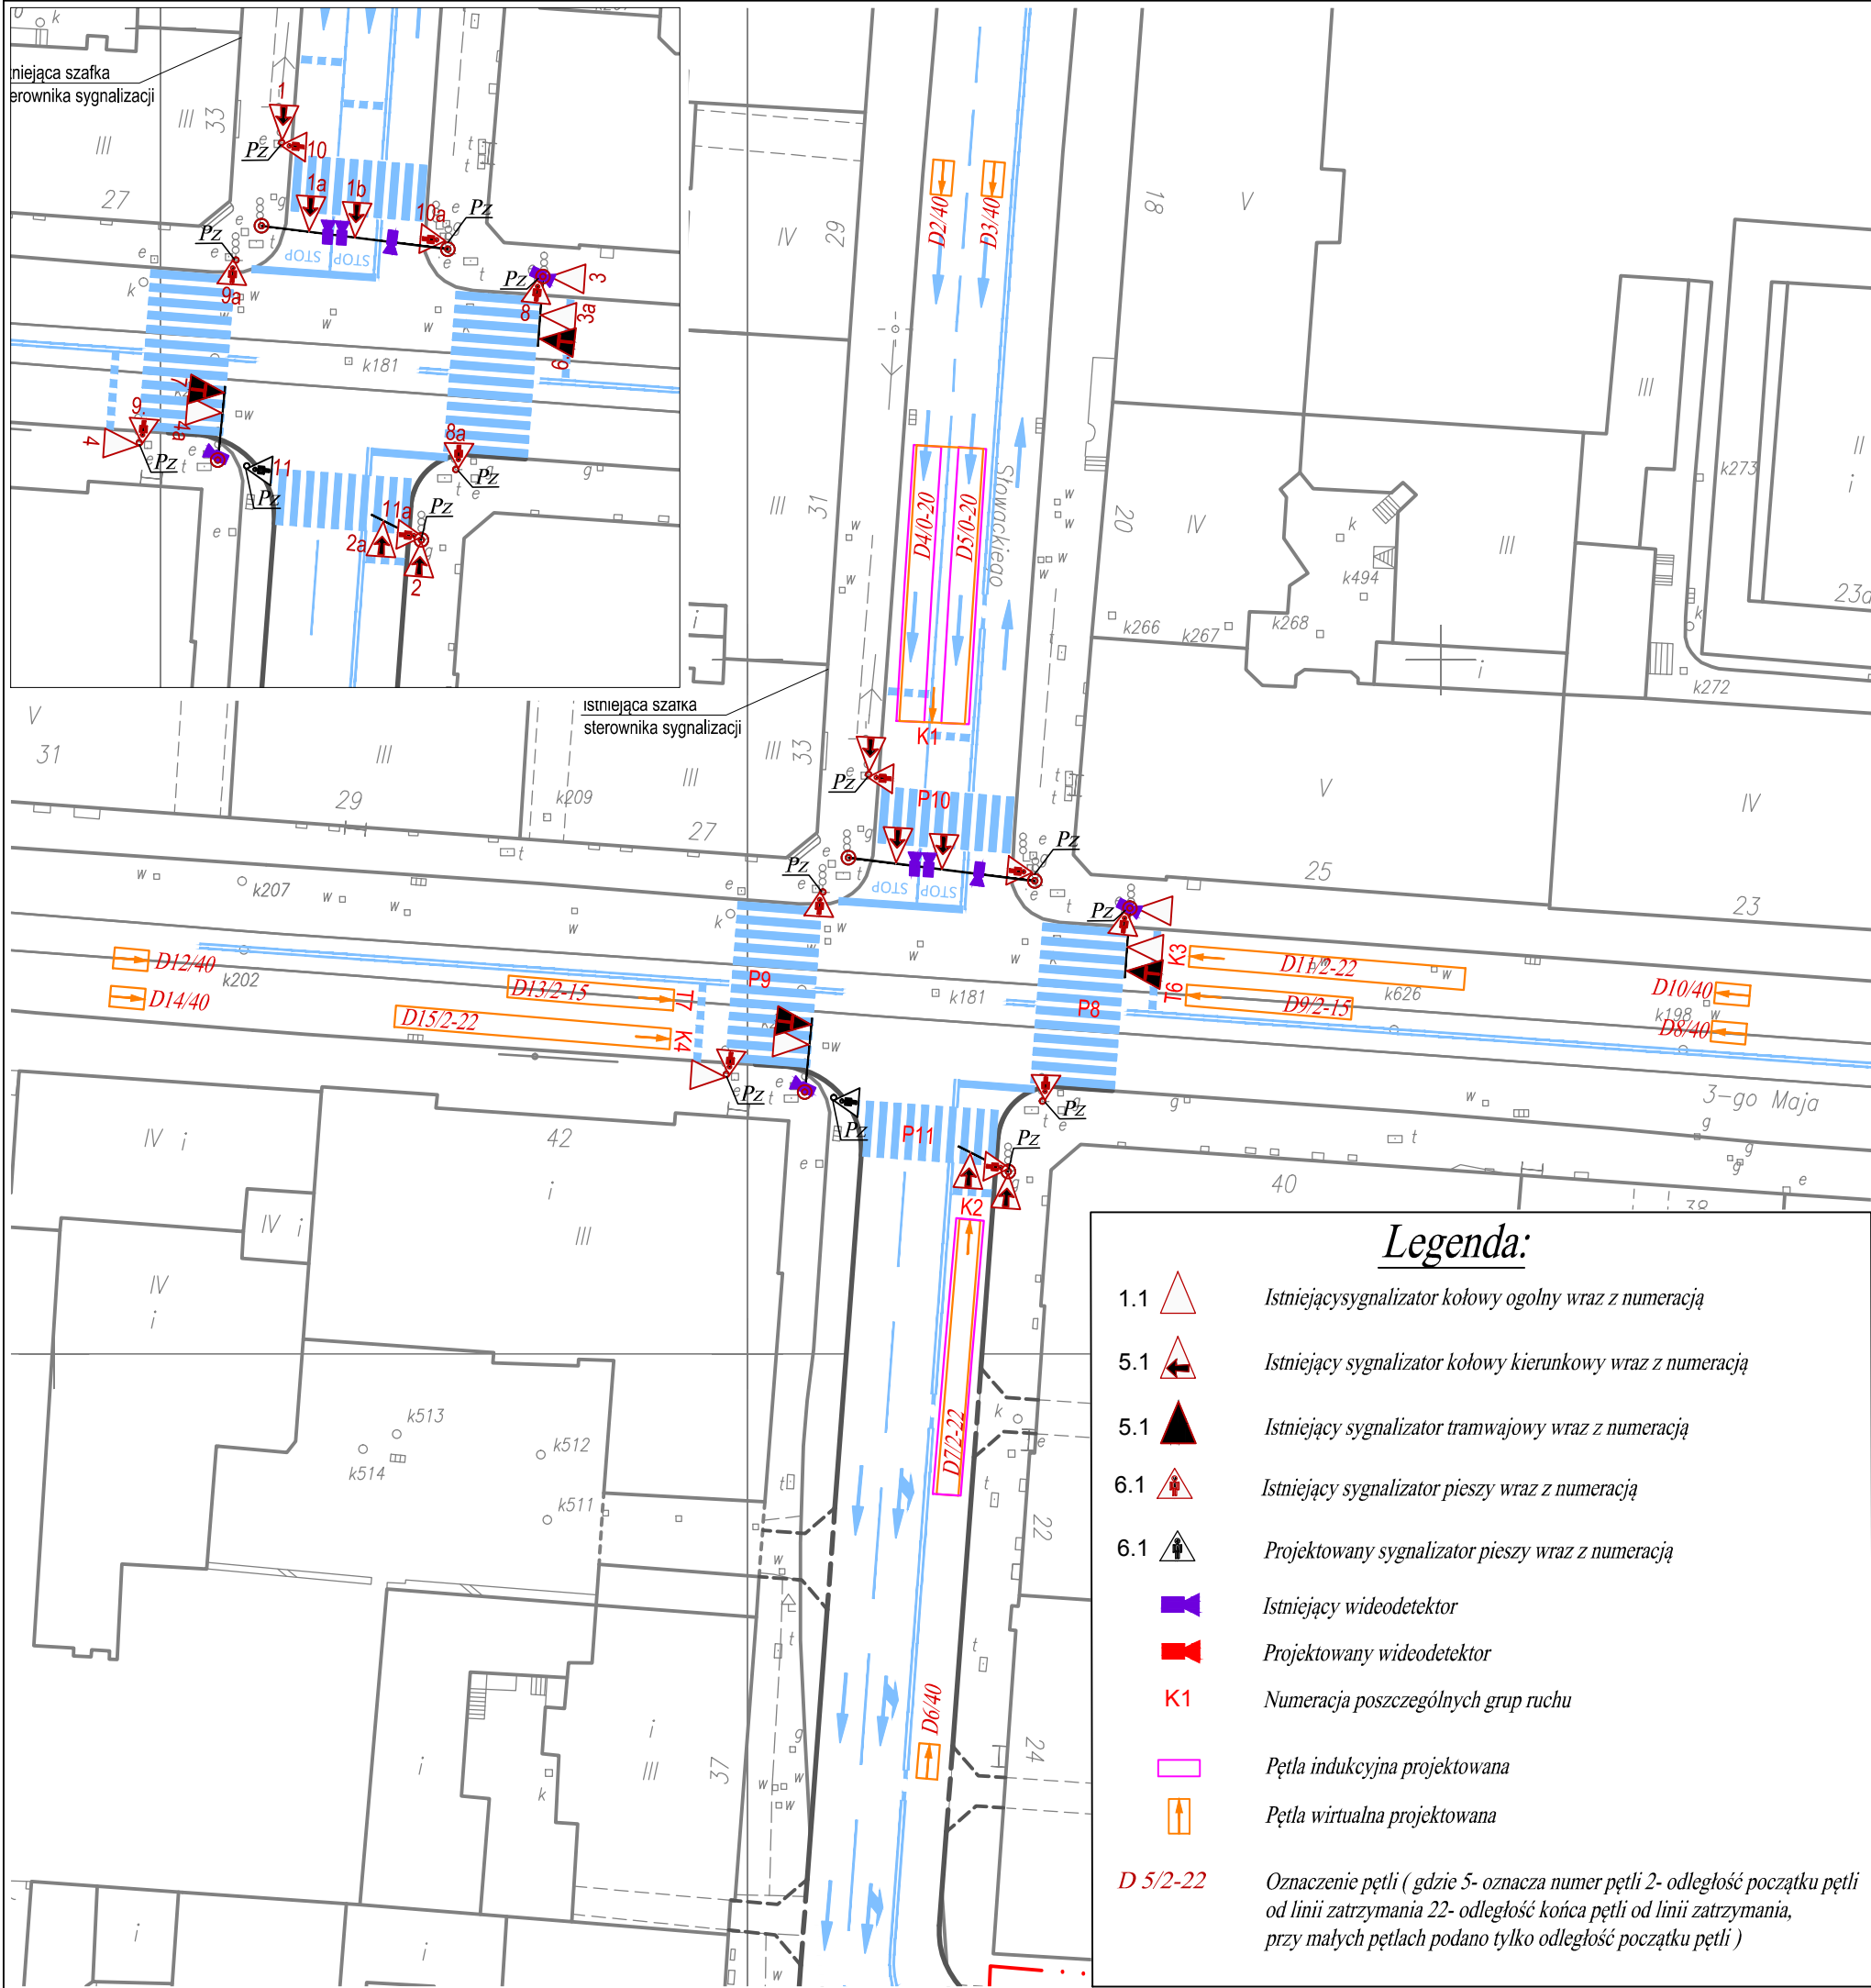 tniejąca szafka
erownika sygnalizacji
k
III
III
33
27
1
Pz
10
1a
1b
10a
Pz
Pz
9a
STOP
STOP
Pz
3
8
3a
6
k181
7
9
4a
4
Pz
11
Pz
8a
Pz
11a
Pz
2a
2
Istniejąca szafka
sterownika sygnalizacji
D2/40
D3/40
IV
29
18
V
III
31
D4/0-20
D5/0-20
Słowackiego
20
IV
III
k494
k266
k267
k268
i
III
II
i
k273
23a
k
k272
K1
V
31
III
29
k209
III
27
III
33
Pz
P10
V
IV
25
23
Pz
Pz
STOP
STOP
Pz
k207
k202
D12/40
D14/40
D13/2-15
D15/2-22
T7
K4
P9
k181
P8
K3
T6
D11/2-22
D9/2-15
k626
D10/40
k198
D8/40
3-go Maja
Pz
Pz
P11
Pz
Pz
K2
IV i
42
i
III
IV i
IV
i
40
38
D7/2-22
k513
k512
k514
k511
22
D6/40
24
37
i
III
i
k
i
i
Legenda:
1.1 Istniejącysygnalizator kołowy ogolny wraz z numeracją
5.1 Istniejący sygnalizator kołowy kierunkowy wraz z numeracją
5.1 Istniejący sygnalizator tramwajowy wraz z numeracją
6.1 Istniejący sygnalizator pieszy wraz z numeracją
6.1 Projektowany sygnalizator pieszy wraz z numeracją
Istniejący wideodetektor
Projektowany wideodetektor
K1 Numeracja poszczególnych grup ruchu
Pętla indukcyjna projektowana
Pętla wirtualna projektowana
D 5/2-22 Oznaczenie pętli ( gdzie 5- oznacza numer pętli 2- odległość początku pętli
od linii zatrzymania 22- odległość końca pętli od linii zatrzymania,
przy małych pętlach podano tylko odległość początku pętli )